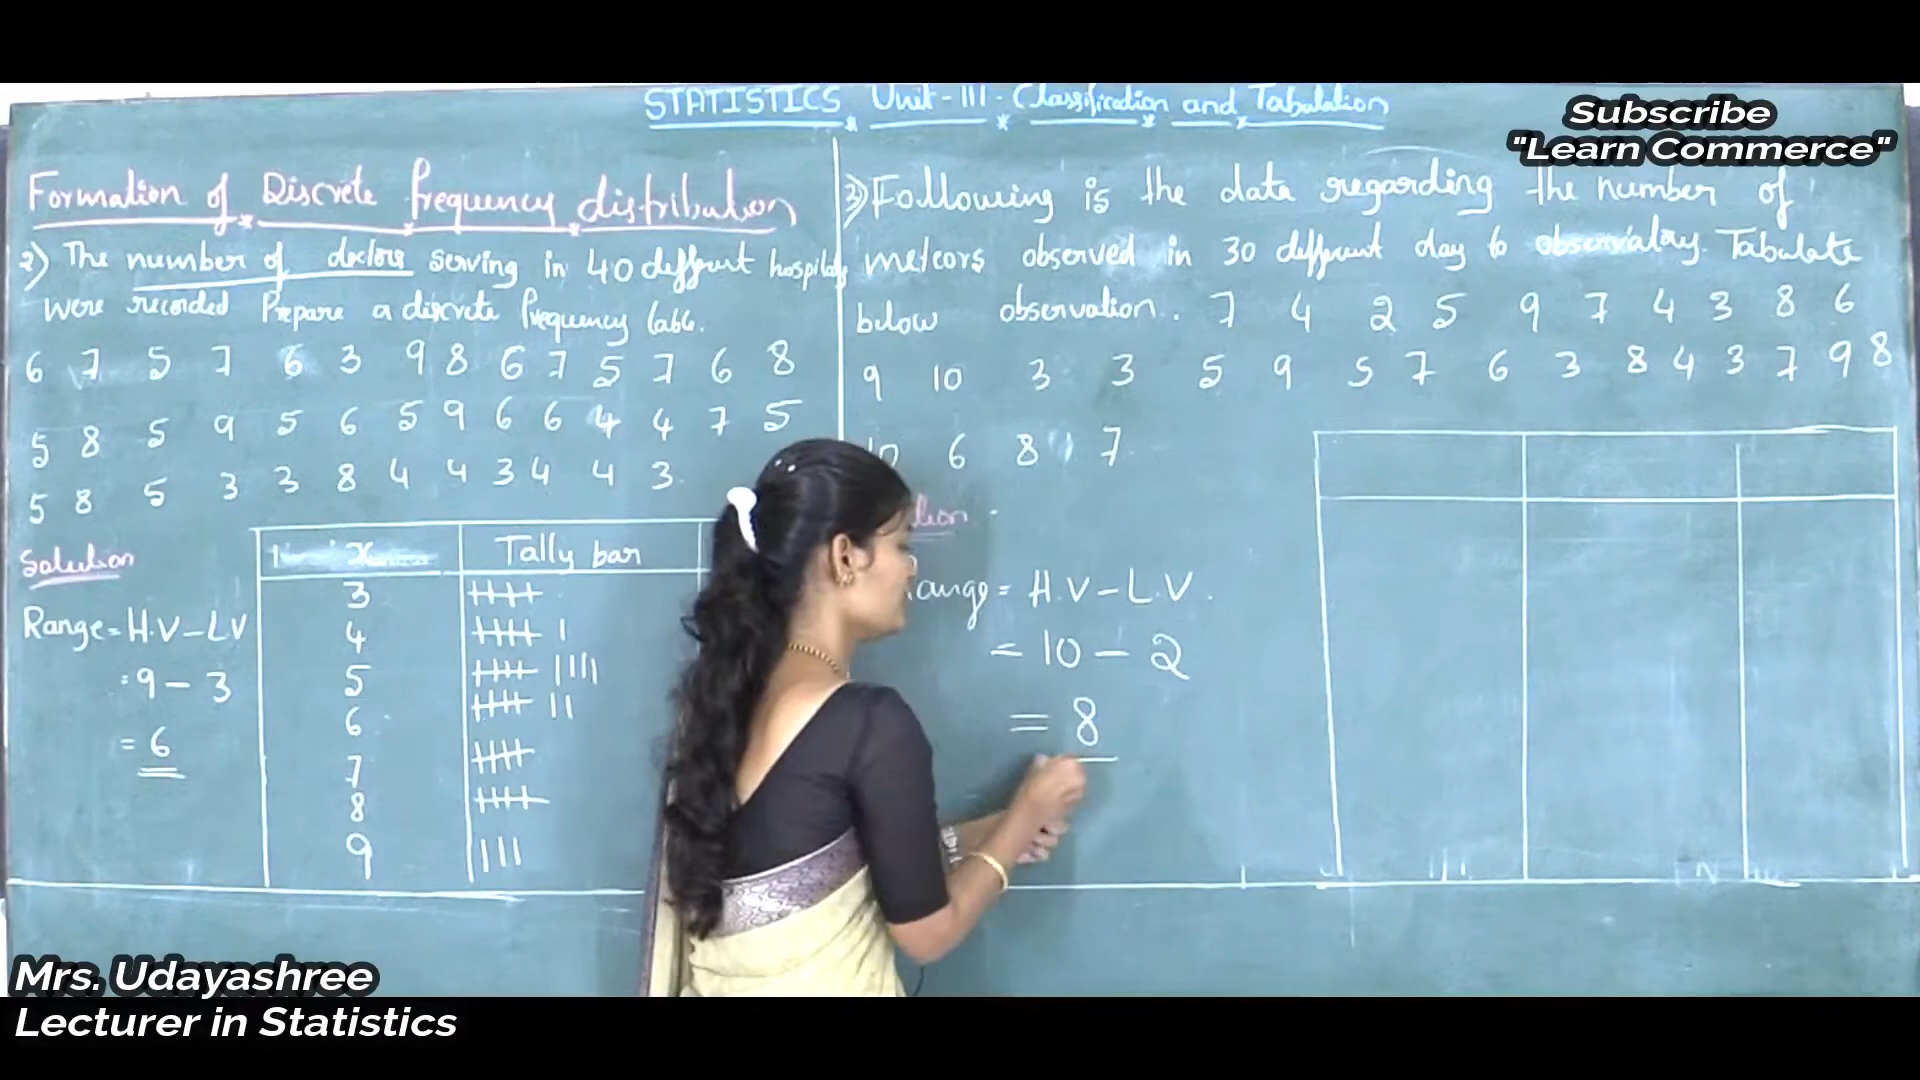 STATISTICS Unit-III-Classification and Tabulation
Subscribe
"Learn Commerce"
Formation of Discrete frequency distribution
2) The number of doctors serving in 40 different hospitals
were recorded Prepare a discrete frequency table.
6 7 5 7 6 3 9 8 6 7 5 7 6 8
5 8 5 9 5 6 5 9 6 6 4 4 7 5
5 8 5 3 3 8 4 4 3 4 4 3.
Solution
Range = H.V - L.V
= 9 - 3
= 6
x Tally bar
3 ++++
4 ++++ |
5 ++++ ||||
6 ++++ ||
7 ++++
8 ++++
9 |||
3) Following is the data regarding the number of
meteors observed in 30 different day to observatory. Tabulate
below observation. 7 4 2 5 9 7 4 3 8 6
9 10 3 3 5 9 5 7 6 3 8 4 3 7 9 8
10 6 8 7
Range = H.V - L.V.
= 10 - 2
= 8
Mrs. Udayashree
Lecturer in Statistics